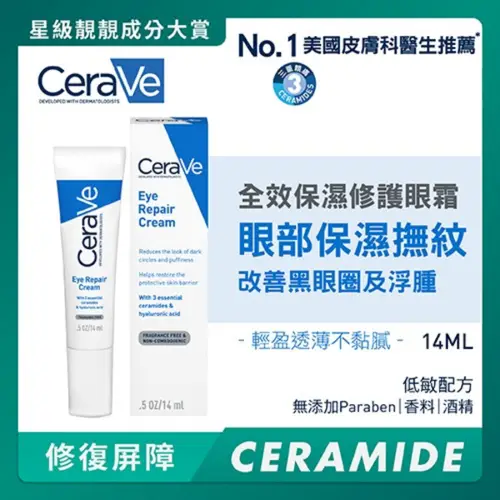 星級靚靚成分大賞
No.1美國皮膚科醫生推薦*
CeraVe
DEVELOPED WITH DERMATOLOGISTS
3
CERAMIDES
CeraVe
Eye
Repair
Cream
Reduces the look of dark
circles and puffiness
Helps restore the
protective skin barrier
With 3 essential
ceramides &
hyaluronic acid
FRAGRANCE FREE &
NON-COMEDOGENIC
.5 OZ/14 ml
CeraVe
Eye Repair
Cream
With 3 essential
ceramides
& hyaluronic acid
.5 OZ/14 ml
全效保濕修護眼霜
眼部保濕撫紋
改善黑眼圈及浮腫
- 輕盈透薄不黏膩 - 14ML
低敏配方
無添加Paraben|香料|酒精
修復屏障
CERAMIDE